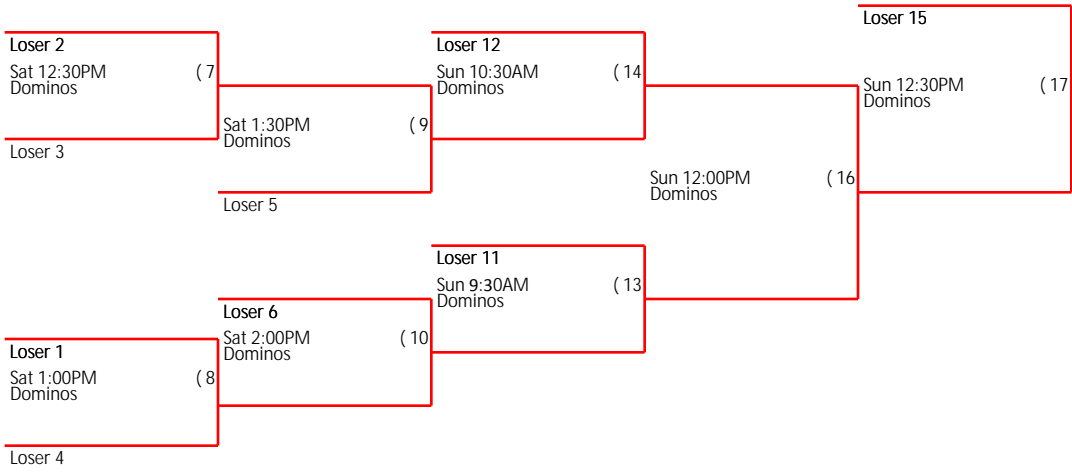 Loser 15
Loser 2
Loser 12
Sat 12:30PM ( 7
Dominos
Sun 10:30AM ( 14
Dominos
Sun 12:30PM ( 17
Dominos
Sat 1:30PM ( 9
Dominos
Loser 3
Sun 12:00PM ( 16
Dominos
Loser 5
Loser 11
Sun 9:30AM ( 13
Dominos
Loser 6
Sat 2:00PM ( 10
Dominos
Loser 1
Sat 1:00PM ( 8
Dominos
Loser 4